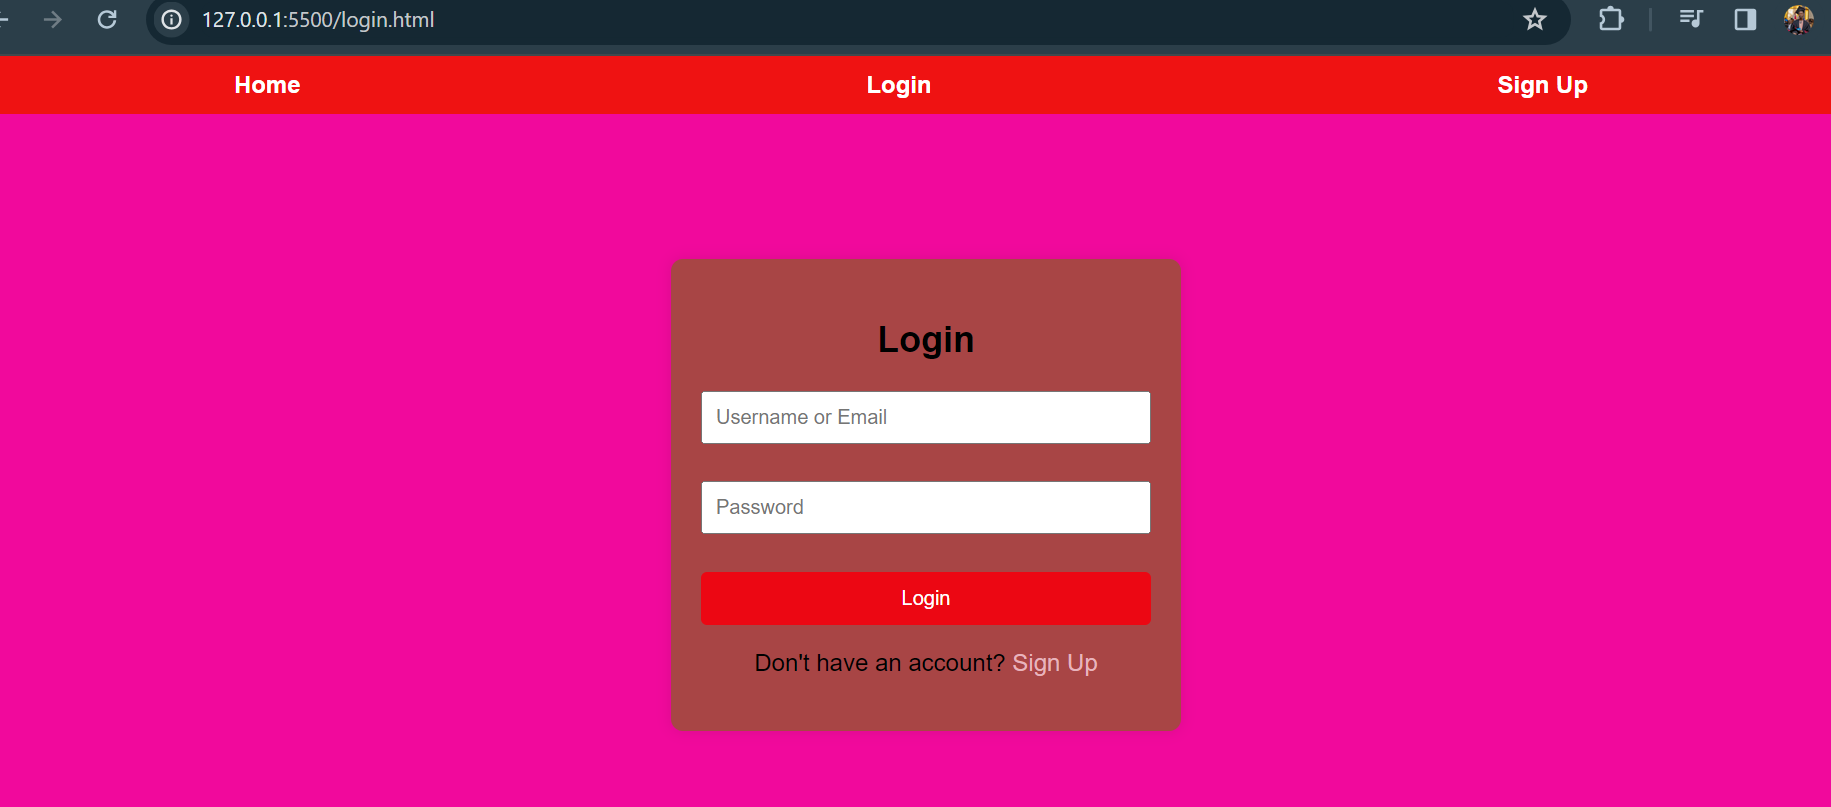 127.0.0.1:5500/login.html
Home Login Sign Up
Login
Username or Email
Password
Login
Don't have an account? Sign Up